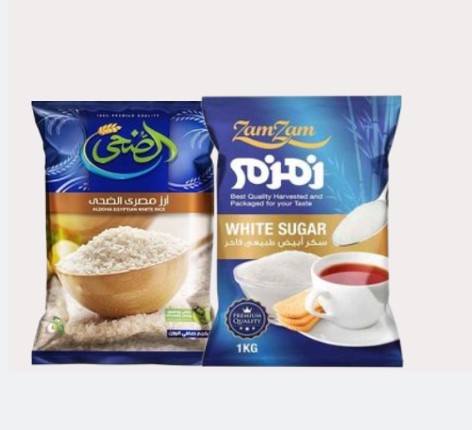 100% PREMIUM QUALITY
الضحى
أرز مصرى الضحى
ALDOHA EGYPTIAN WHITE RICE
ZamZam
زمزم
Best Quality Harvested and
Packaged for your Taste
WHITE SUGAR
سكر أبيض طبيعي فاخر
PREMIUM
QUALITY
1KG